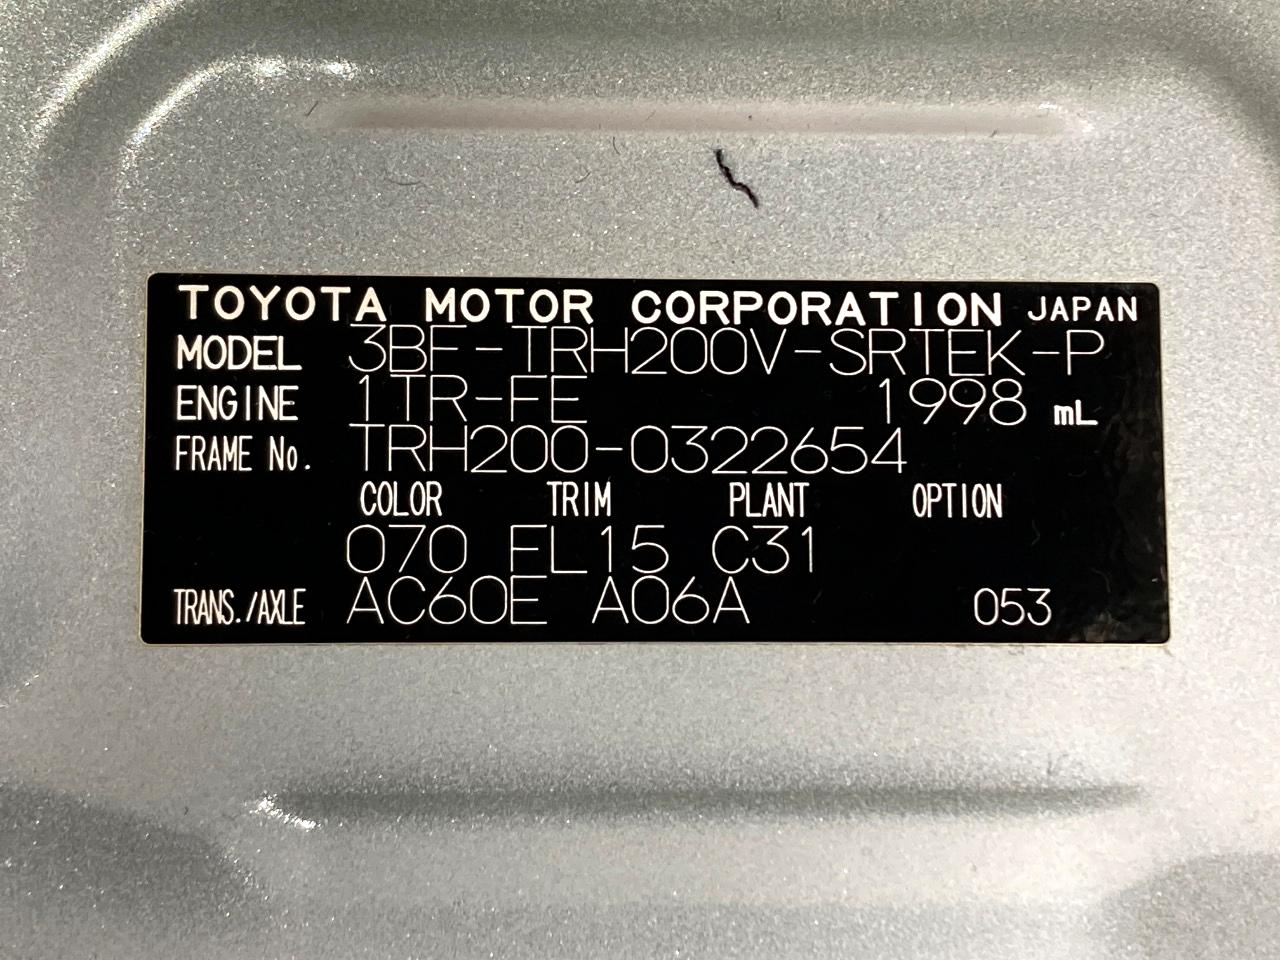 TOYOTA MOTOR CORPORATION JAPAN
MODEL 3BF-TRH200V-SRTEK-P
ENGINE 1TR-FE 1998 mL
FRAME No. TRH200-0322654
COLOR TRIM PLANT OPTION
070 FL15 C31
TRANS./AXLE AC60E A06A 053